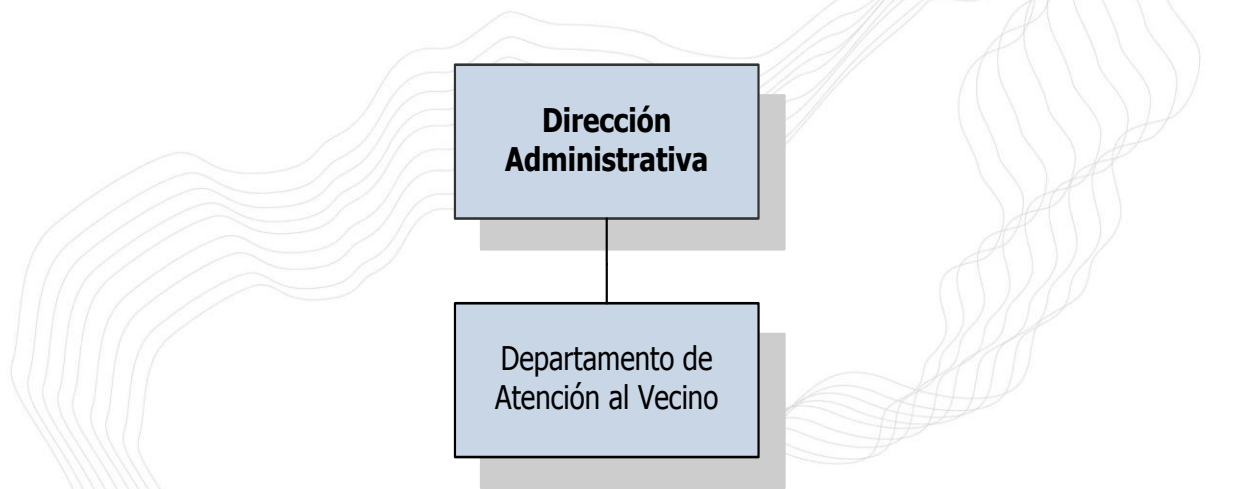 Dirección
Administrativa
Departamento de
Atención al Vecino